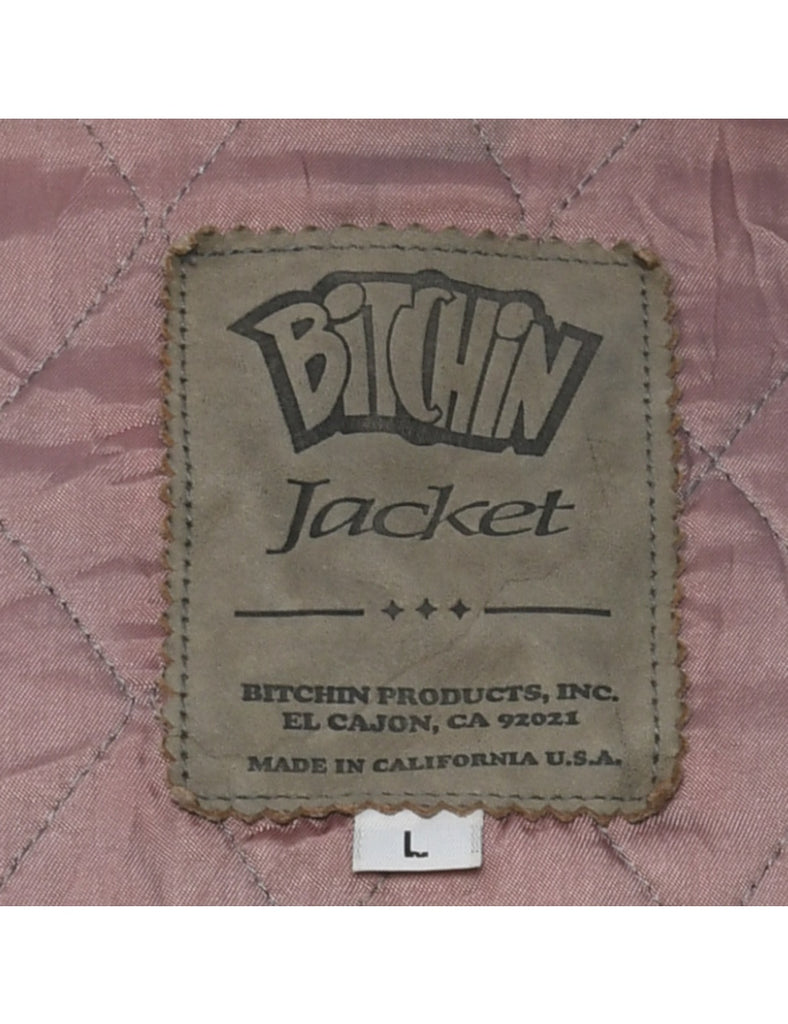 BiTCHiN
Jacket
BITCHIN PRODUCTS, INC.
EL CAJON, CA 92021
MADE IN CALIFORNIA U.S.A.
L